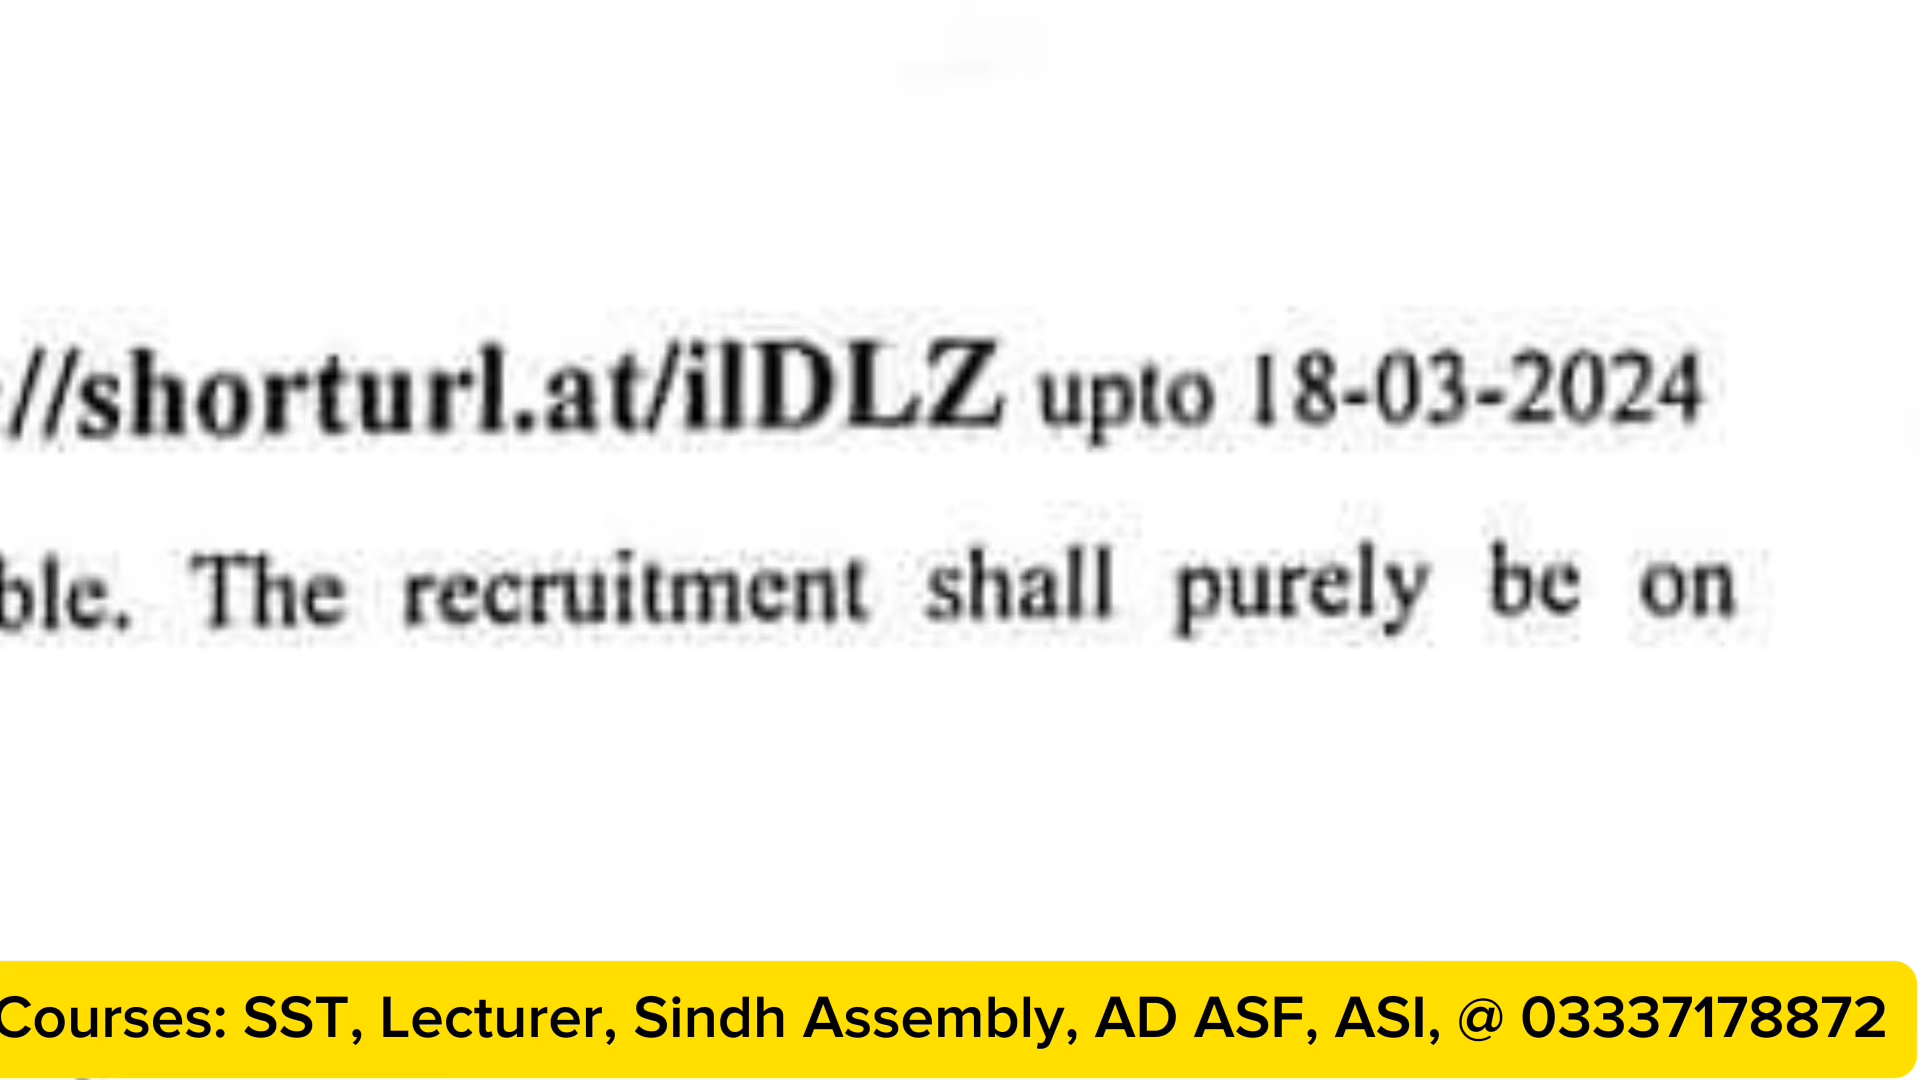 //shorturl.at/ilDLZ upto 18-03-2024
ble. The recruitment shall purely be on
Courses: SST, Lecturer, Sindh Assembly, AD ASF, ASI, @ 03337178872